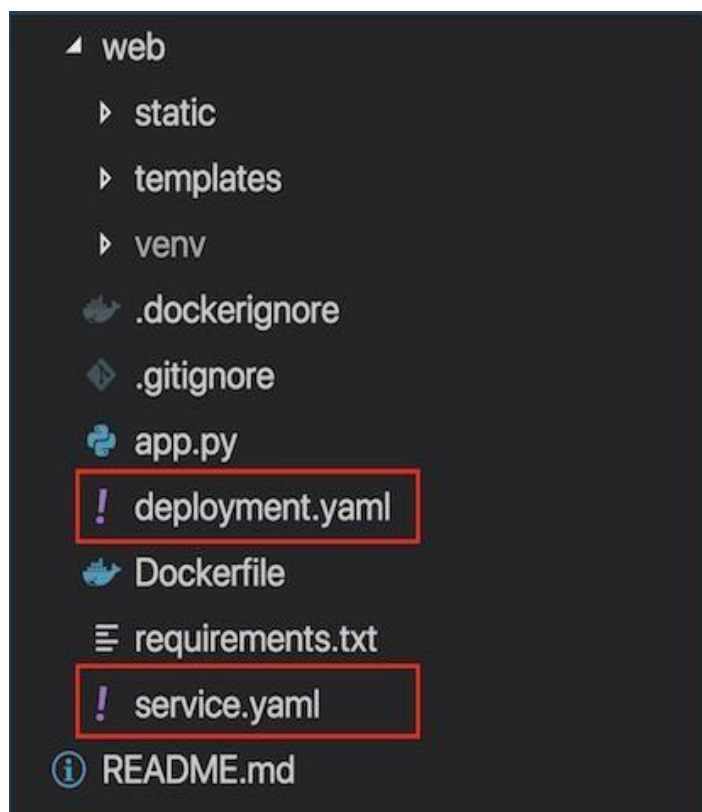 web
static
templates
venv
.dockerignore
.gitignore
app.py
! deployment.yaml
Dockerfile
requirements.txt
! service.yaml
README.md